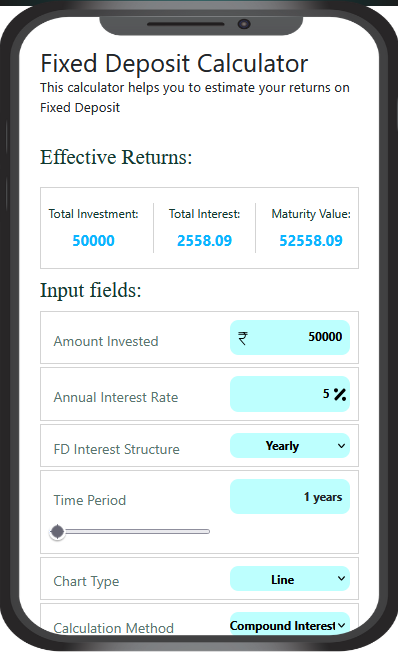 Fixed Deposit Calculator
This calculator helps you to estimate your returns on
Fixed Deposit
Effective Returns:
Total Investment: Total Interest: Maturity Value:
50000 2558.09 52558.09
Input fields:
Amount Invested ₹ 50000
Annual Interest Rate 5 %
FD Interest Structure Yearly
Time Period 1 years
Chart Type Line
Calculation Method Compound Interest